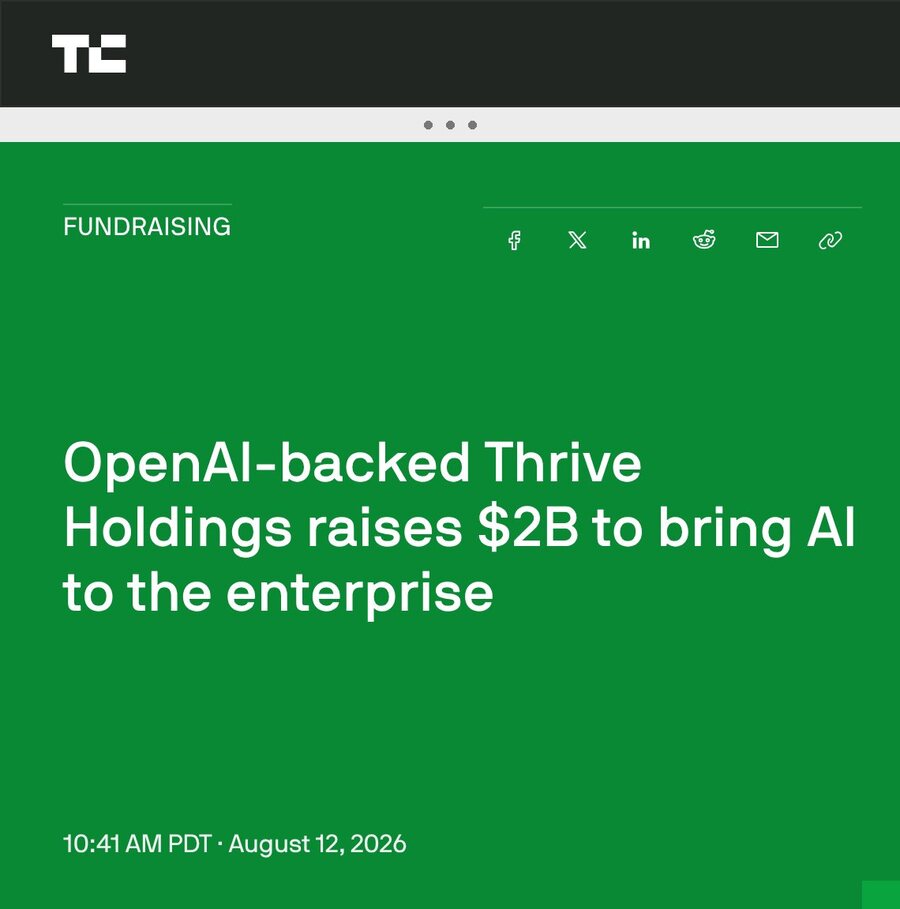 TC
FUNDRAISING
OpenAI-backed Thrive
Holdings raises $2B to bring AI
to the enterprise
10:41 AM PDT · August 12, 2026